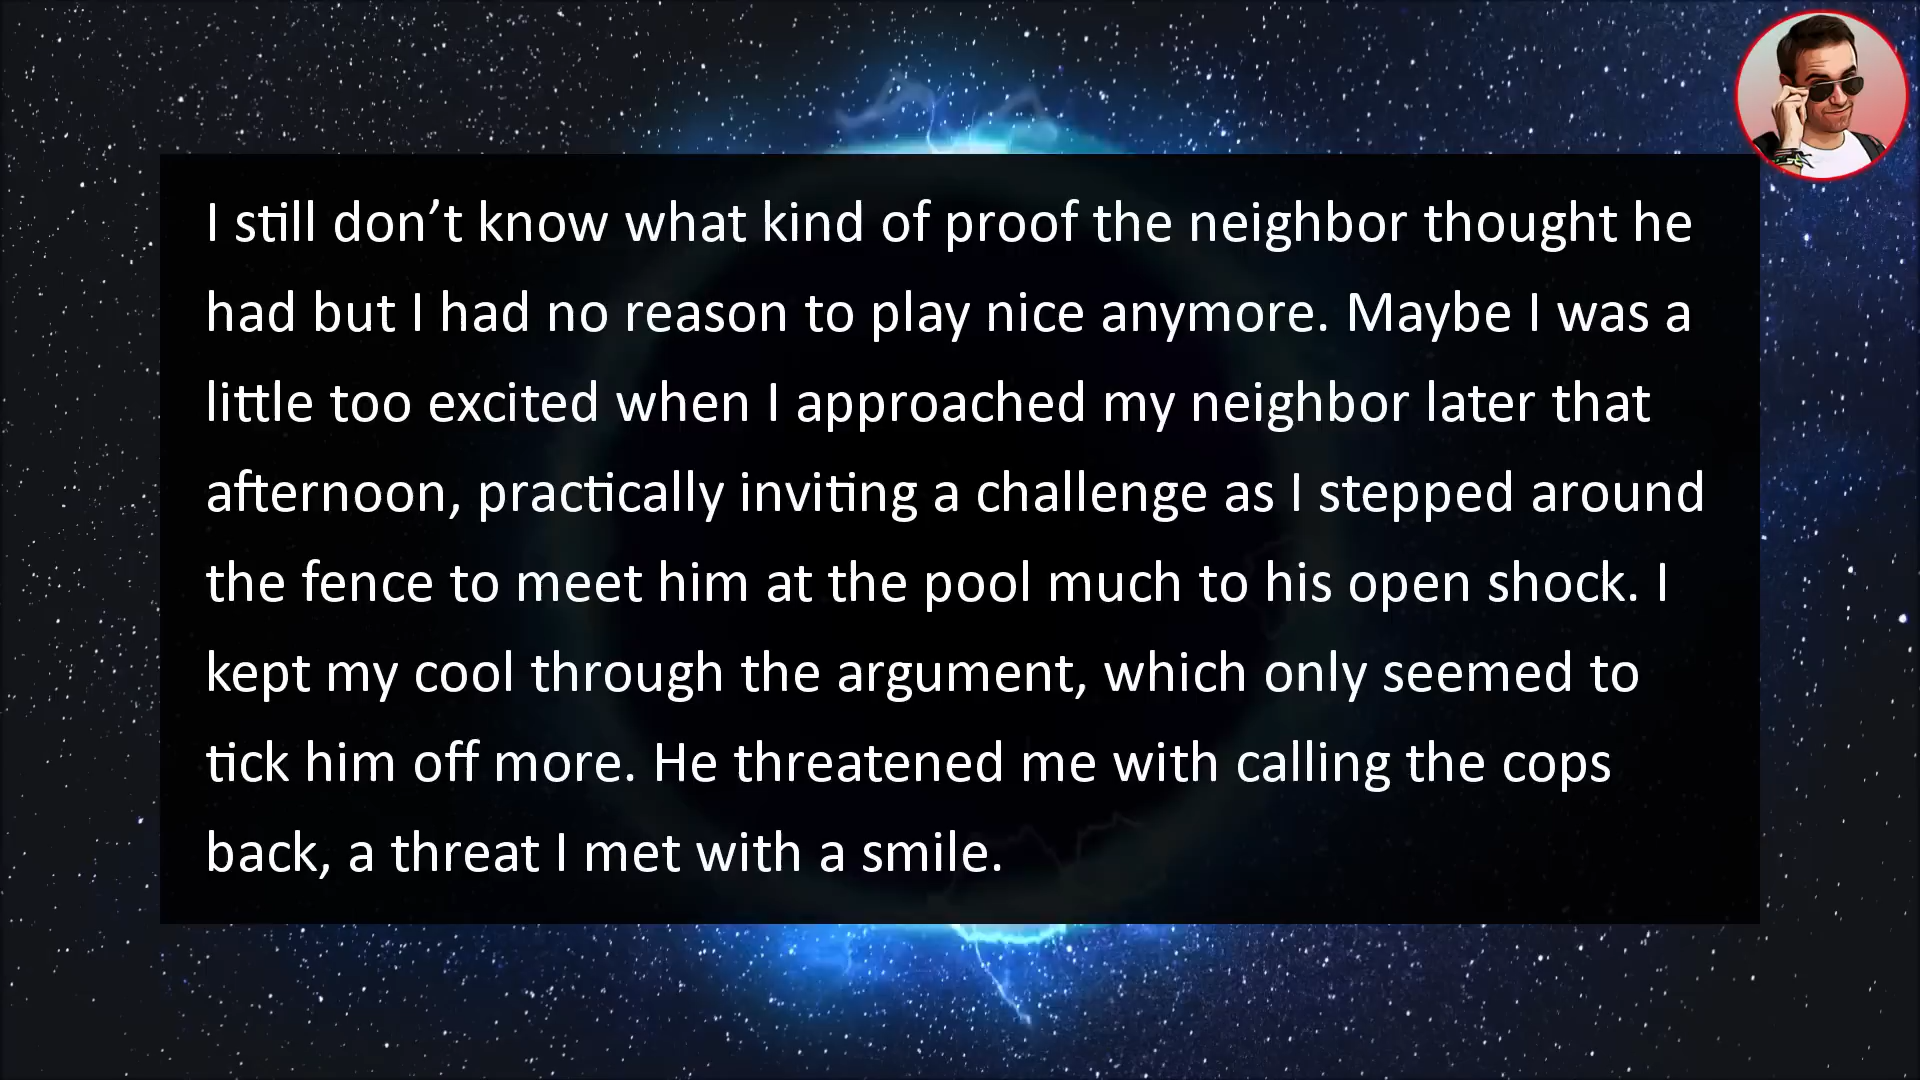 I still don’t know what kind of proof the neighbor thought he
had but I had no reason to play nice anymore. Maybe I was a
little too excited when I approached my neighbor later that
afternoon, practically inviting a challenge as I stepped around
the fence to meet him at the pool much to his open shock. I
kept my cool through the argument, which only seemed to
tick him off more. He threatened me with calling the cops
back, a threat I met with a smile.